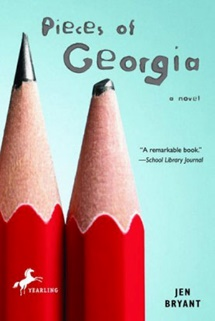 Pieces of
Georgia
a novel
"A remarkable book."
—School Library Journal
YEARLING
JEN
BRYANT